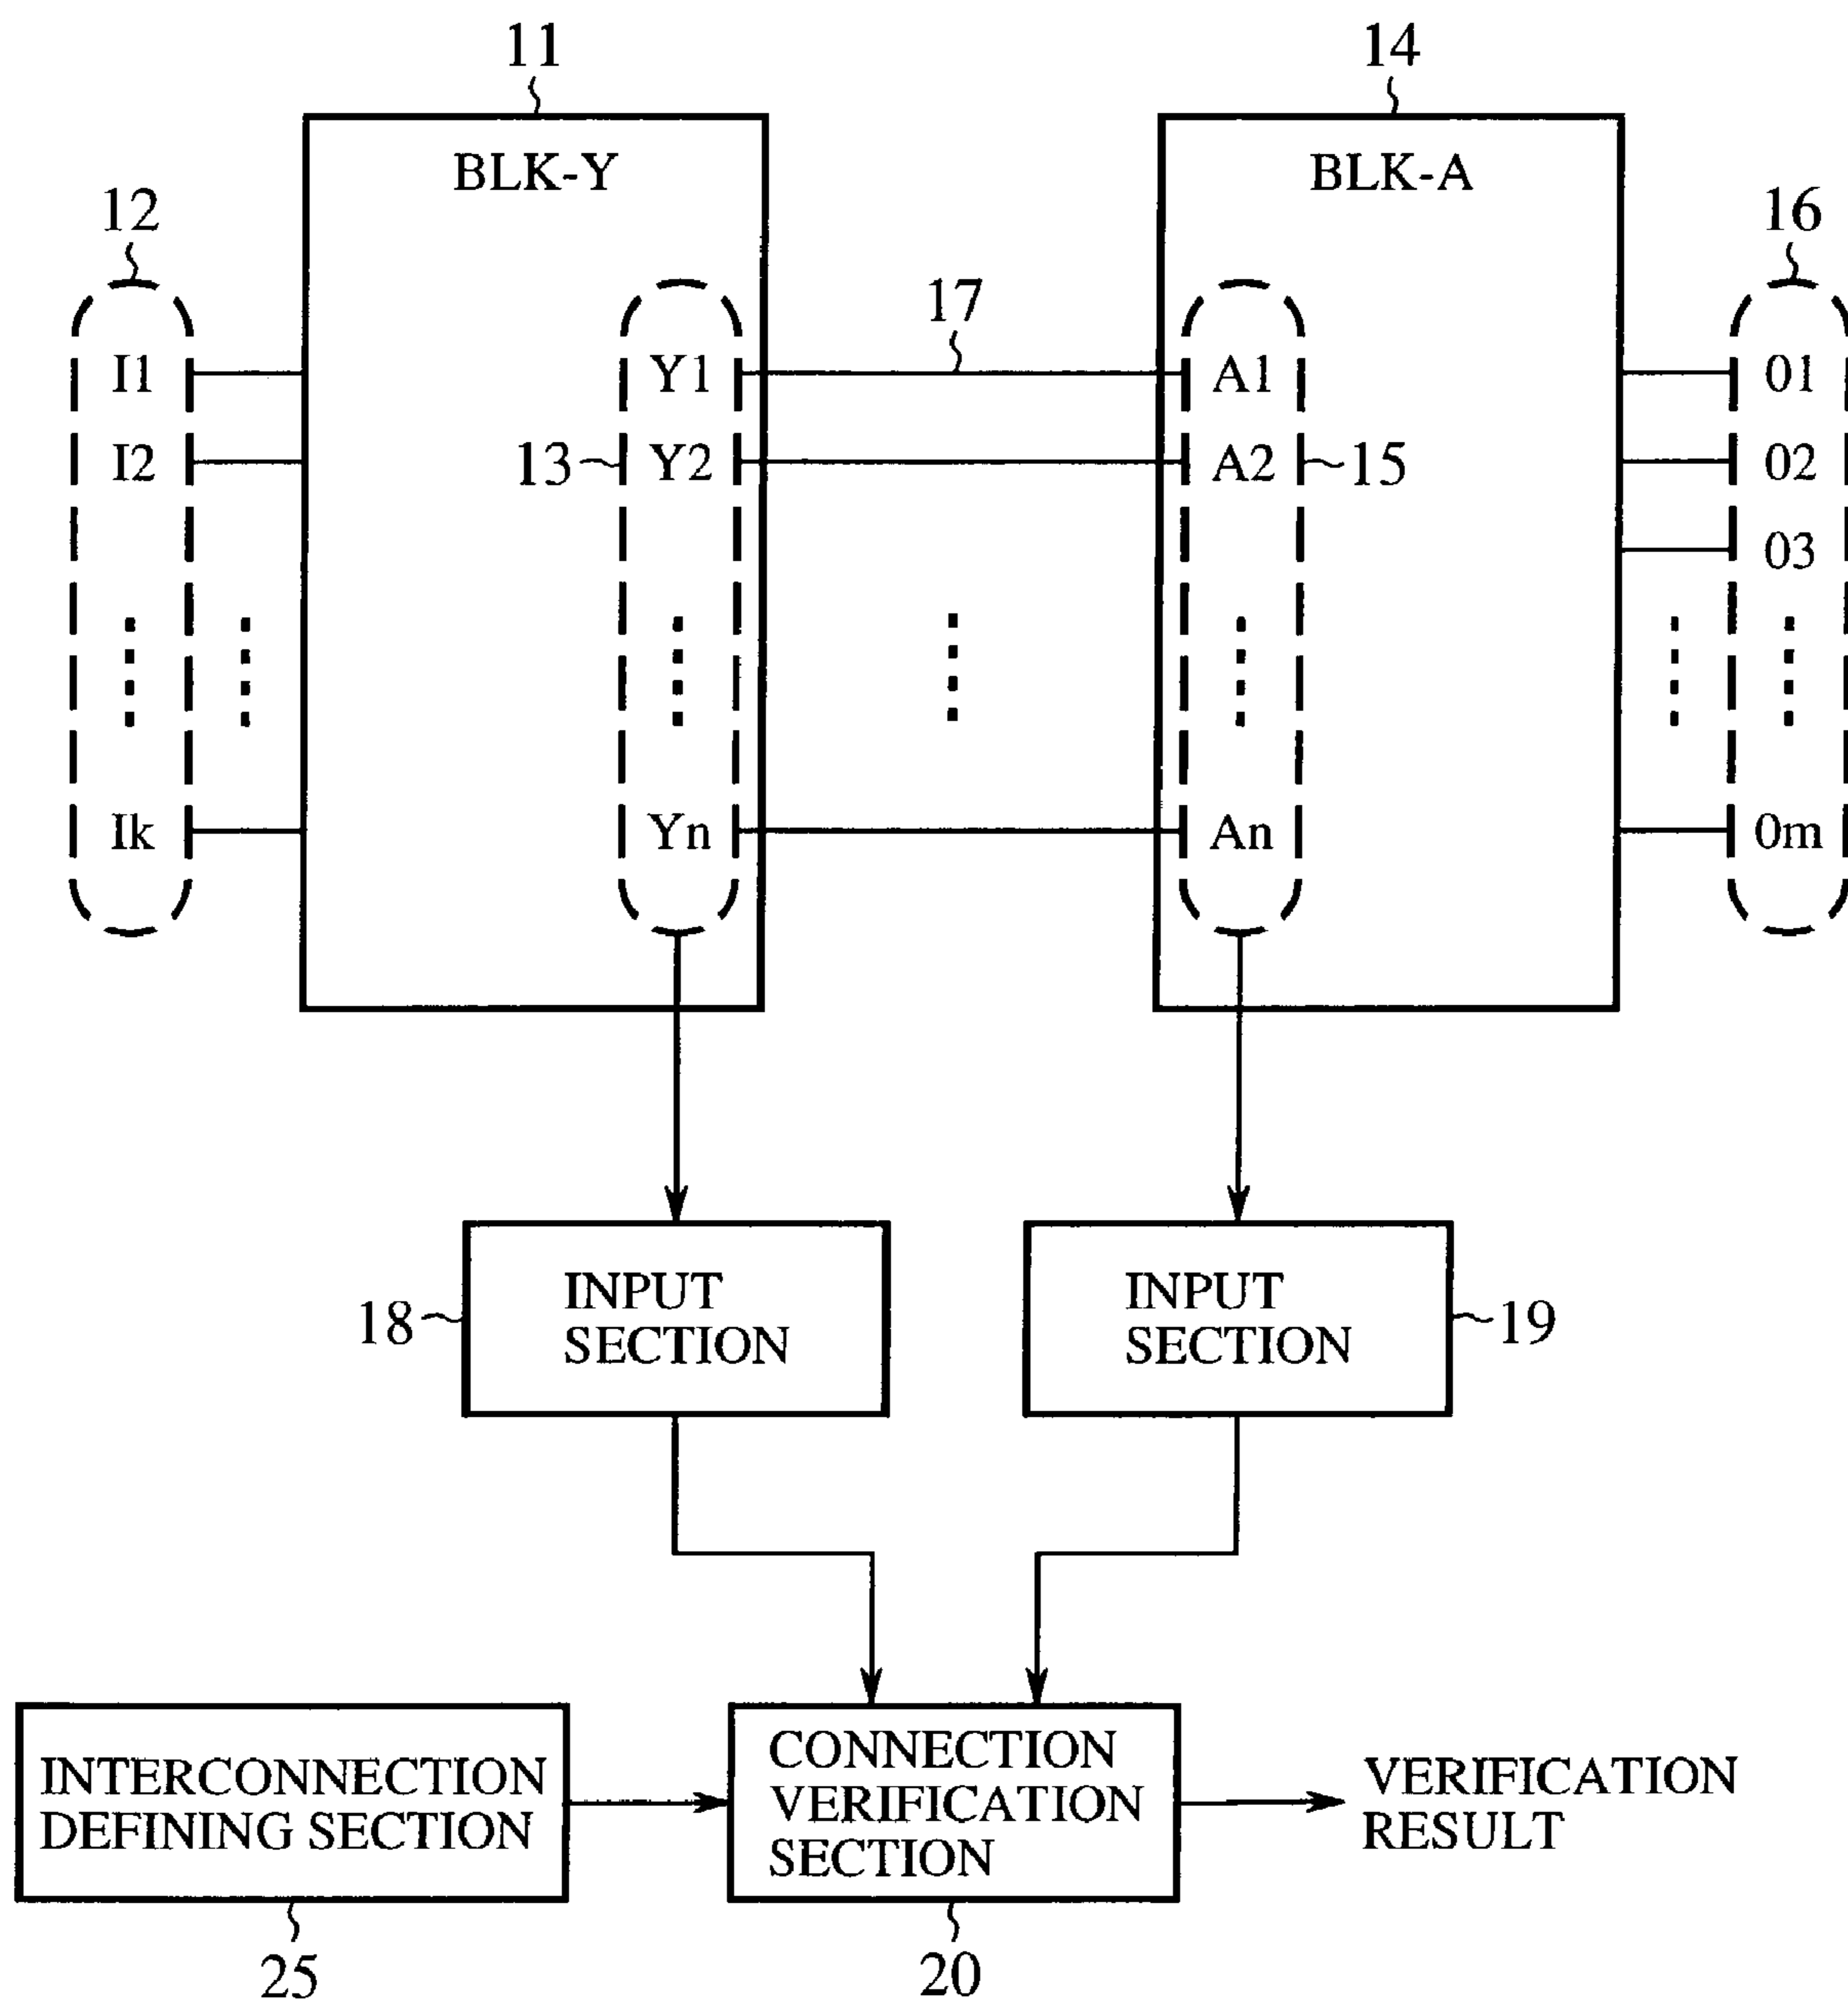 11
14
BLK-Y
BLK-A
12
16
17
I1
Y1
A1
01
I2
13
Y2
A2
15
02
03
Ik
Yn
An
0m
18
INPUT
SECTION
INPUT
SECTION
19
INTERCONNECTION
DEFINING SECTION
CONNECTION
VERIFICATION
SECTION
VERIFICATION
RESULT
25
20